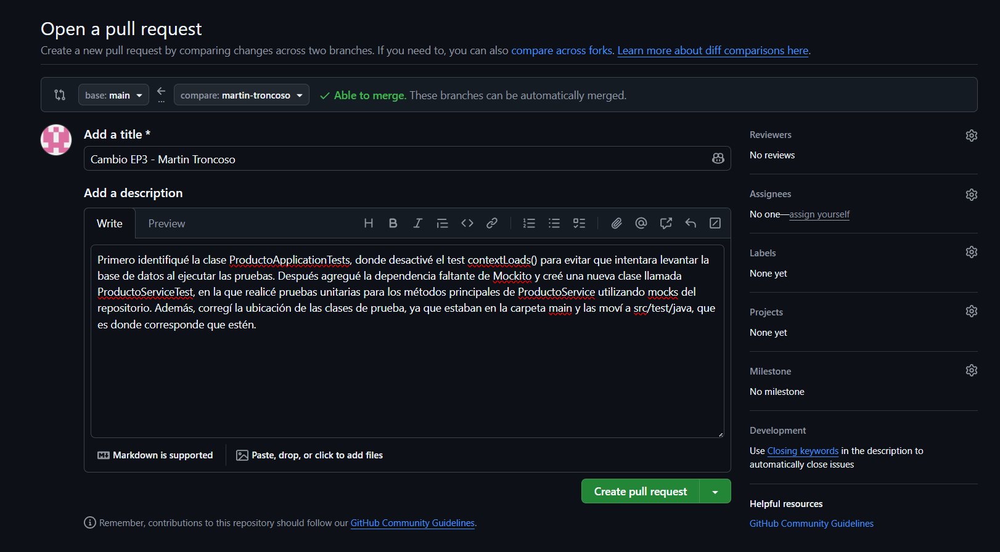 Open a pull request
Create a new pull request by comparing changes across two branches. If you need to, you can also compare across forks. Learn more about diff comparisons here.
base: main
...
compare: martin-troncoso
Able to merge. These branches can be automatically merged.
Add a title *
Cambio EP3 - Martin Troncoso
Add a description
Write
Preview
Primero identifiqué la clase ProductoApplicationTests, donde desactivé el test contextLoads() para evitar que intentara levantar la
base de datos al ejecutar las pruebas. Después agregué la dependencia faltante de Mockito y creé una nueva clase llamada
ProductoServiceTest, en la que realicé pruebas unitarias para los métodos principales de ProductoService utilizando mocks del
repositorio. Además, corregí la ubicación de las clases de prueba, ya que estaban en la carpeta main y las moví a src/test/java, que
es donde corresponde que estén.
Markdown is supported
Paste, drop, or click to add files
Create pull request
Remember, contributions to this repository should follow our GitHub Community Guidelines.
Reviewers
No reviews
Assignees
No one—assign yourself
Labels
None yet
Projects
None yet
Milestone
No milestone
Development
Use Closing keywords in the description to
automatically close issues
Helpful resources
GitHub Community Guidelines